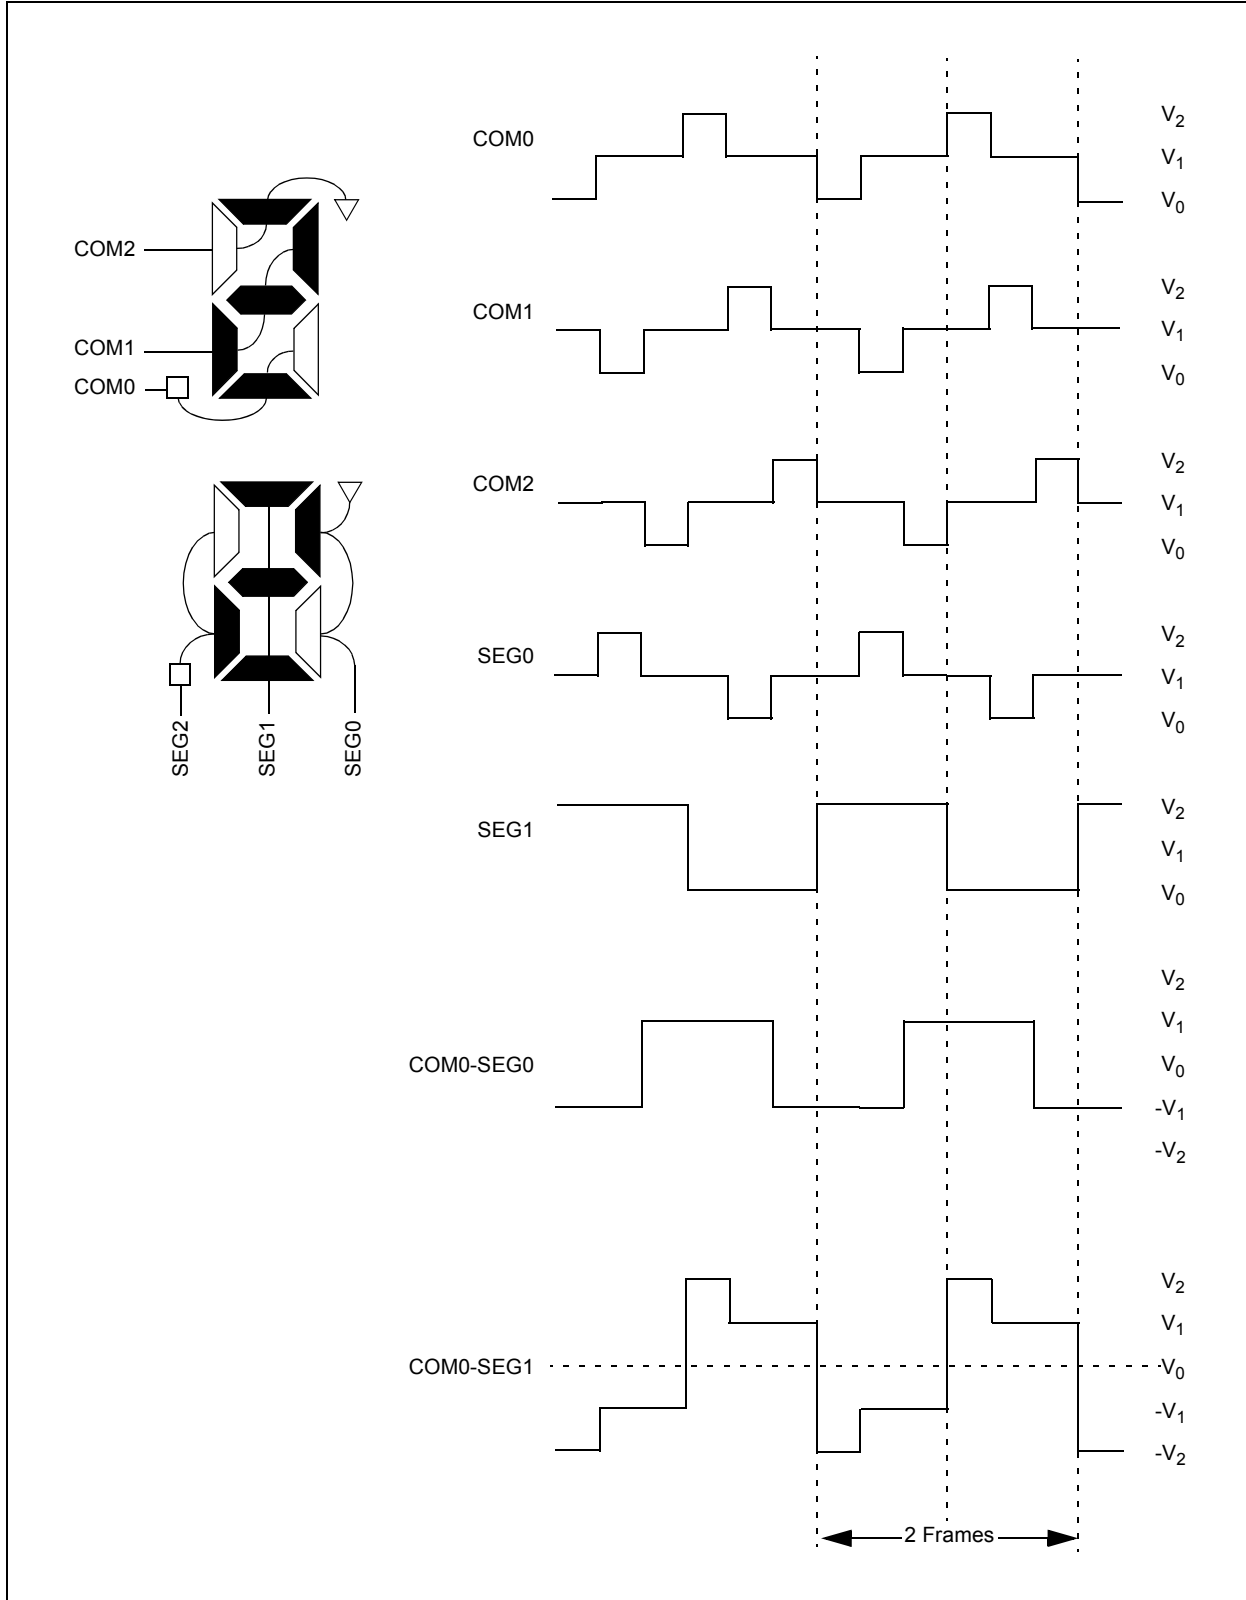 COM2
COM1
COM0
SEG2
SEG1
SEG0
COM0
V2
V1
V0
COM1
V2
V1
V0
COM2
V2
V1
V0
SEG0
V2
V1
V0
SEG1
V2
V1
V0
COM0-SEG0
V2
V1
V0
-V1
-V2
COM0-SEG1
V2
V1
V0
-V1
-V2
2 Frames